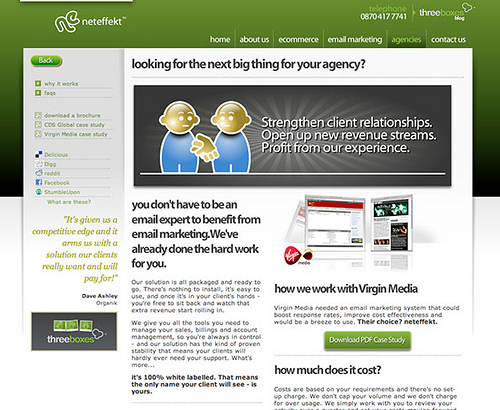 neteffekt™
telephone
0870 417 7741
threeboxes
blog
home about us ecommerce email marketing agencies contact us
Back
why it works
faqs
download a brochure
CDS Global case study
Virgin Media case study
Delicious
Digg
reddit
Facebook
StumbleUpon
What are these?
"It's given us a
competitive edge and it
arms us with a
solution our clients
really want and will
pay for!"
Dave Ashley
Organik
threeboxes
looking for the next big thing for your agency?
Strengthen client relationships.
Open up new revenue streams.
Profit from our experience.
you don't have to be an
email expert to benefit from
email marketing.We've
already done the hard work
for you.
Our solution is all packaged and ready to
go. There's nothing to install, it's easy to
use, and once it's in your client's hands -
you're free to sit back and watch that
extra revenue start rolling in.
We give you all the tools you need to
manage your sales, billings and account
management, so you're always in control
- and our solution has the kind of proven
stability that means your clients will
hardly ever need your support. What's
more...
it's 100% white labelled. That means
the only name your client will see - is
yours.
Virgin
media
how we work with Virgin Media
Virgin Media needed an email marketing system that could
boost response rates, improve cost effectiveness and
would be a breeze to use. Their choice? neteffekt.
Download PDF Case Study
how much does it cost?
Costs are based on your requirements and there's no set-
up charge. We don't cap your volume and we don't charge
for over usage. We simply work with you to review your